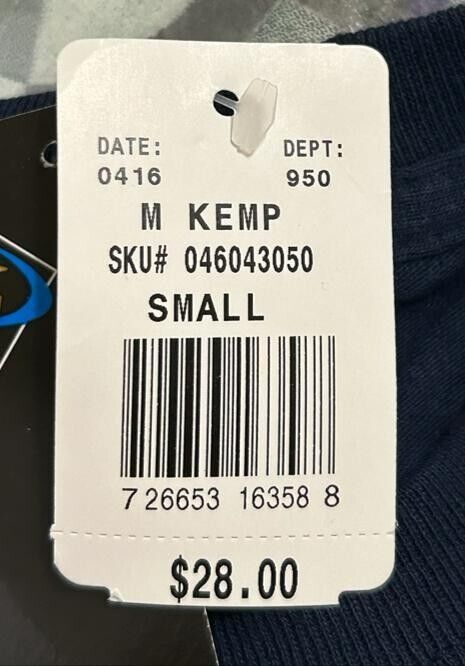 DATE: DEPT:
0416 950
M KEMP
SKU# 046043050
SMALL
7 26653 16358 8
$28.00